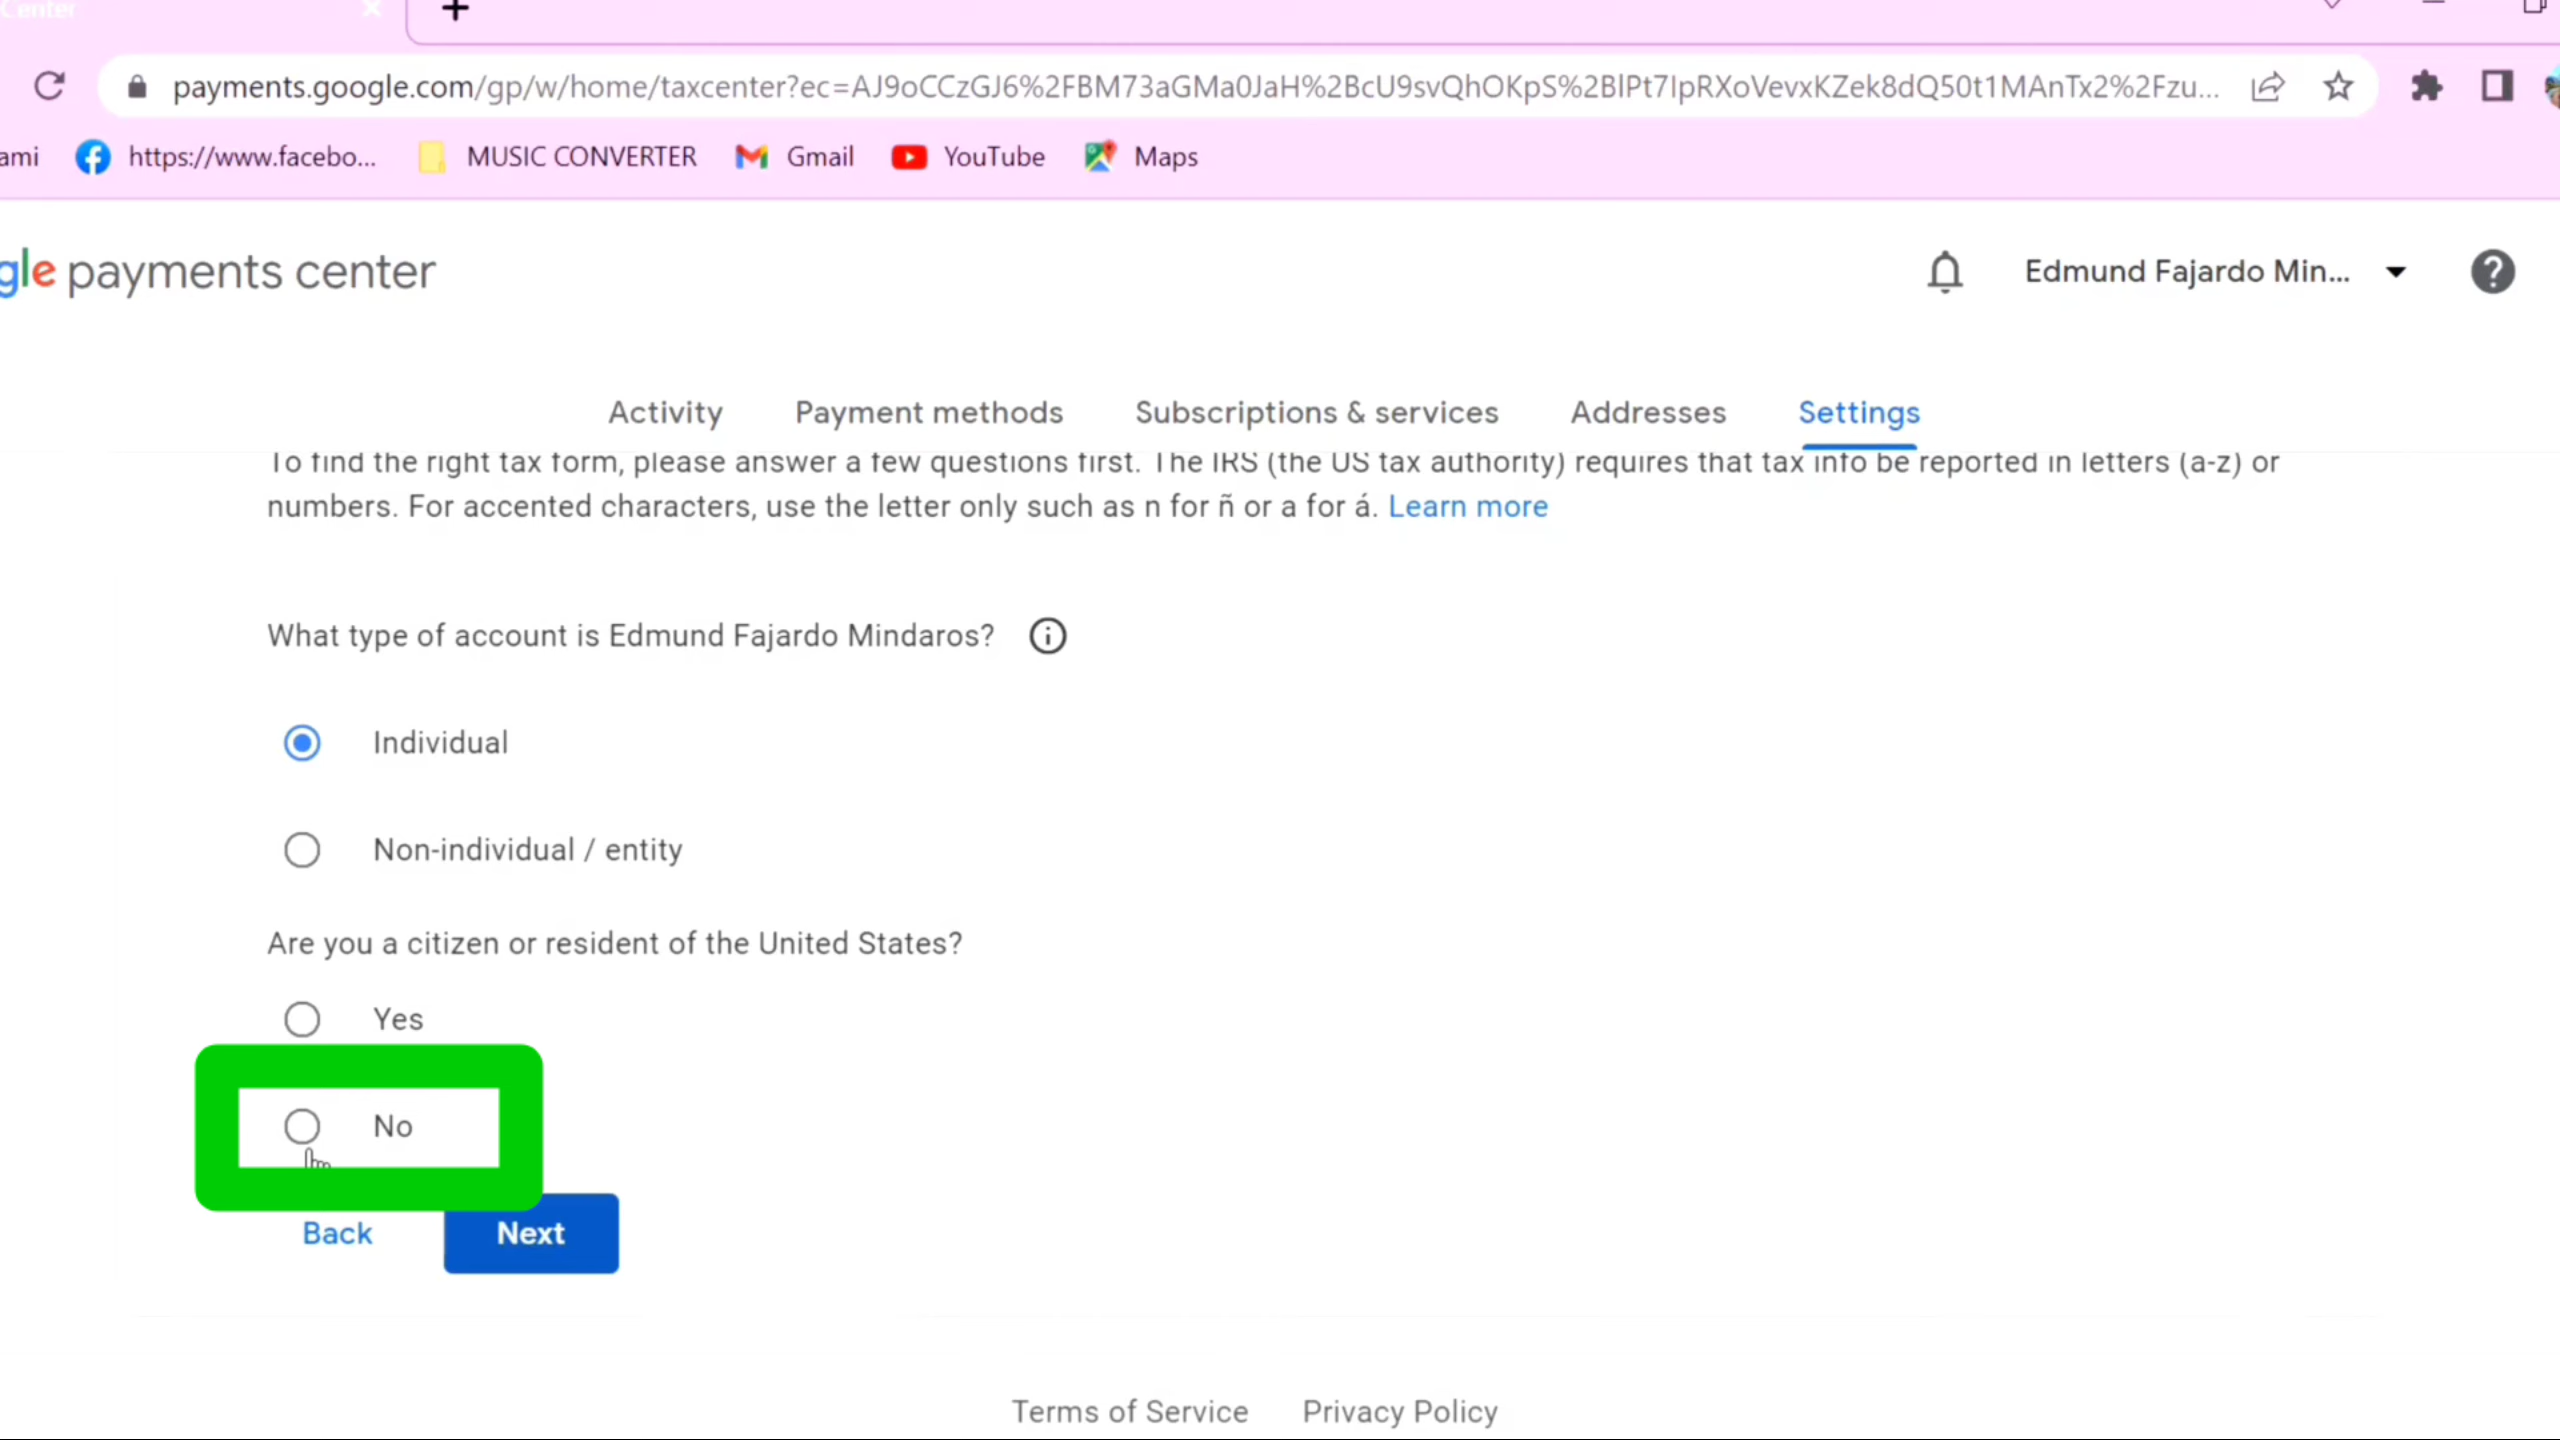 Center
payments.google.com/gp/w/home/taxcenter?ec=AJ9oCCzGJ6%2FBM73aGMa0JaH%2BcU9svQhOKpS%2BlPt7IpRXoVevxKZek8dQ50t1MAnTx2%2Fzu...
ami https://www.facebo... MUSIC CONVERTER Gmail YouTube Maps
gle payments center
Edmund Fajardo Min...
Activity Payment methods Subscriptions & services Addresses Settings
To find the right tax form, please answer a few questions first. The IRS (the US tax authority) requires that tax info be reported in letters (a-z) or
numbers. For accented characters, use the letter only such as n for ñ or a for á. Learn more
What type of account is Edmund Fajardo Mindaros?
Individual
Non-individual / entity
Are you a citizen or resident of the United States?
Yes
No
Back Next
Terms of Service Privacy Policy